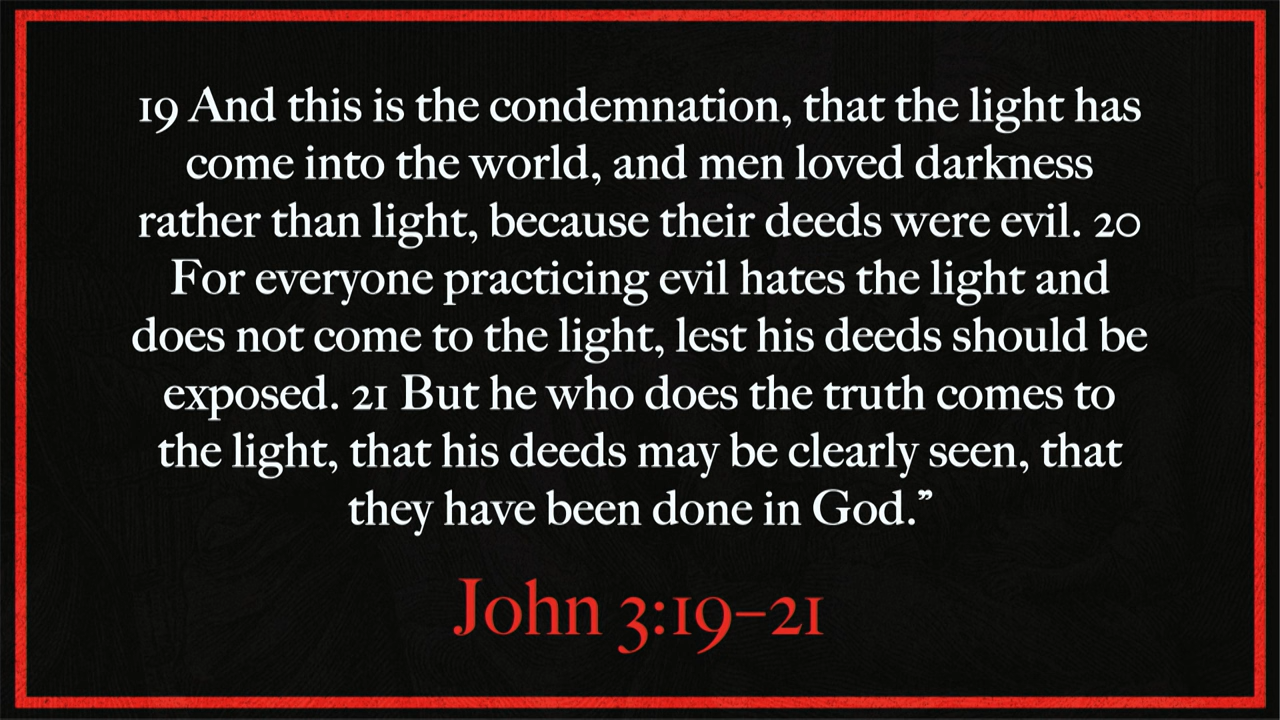 19 And this is the condemnation, that the light has
come into the world, and men loved darkness
rather than light, because their deeds were evil. 20
For everyone practicing evil hates the light and
does not come to the light, lest his deeds should be
exposed. 21 But he who does the truth comes to
the light, that his deeds may be clearly seen, that
they have been done in God.”
John 3:19–21